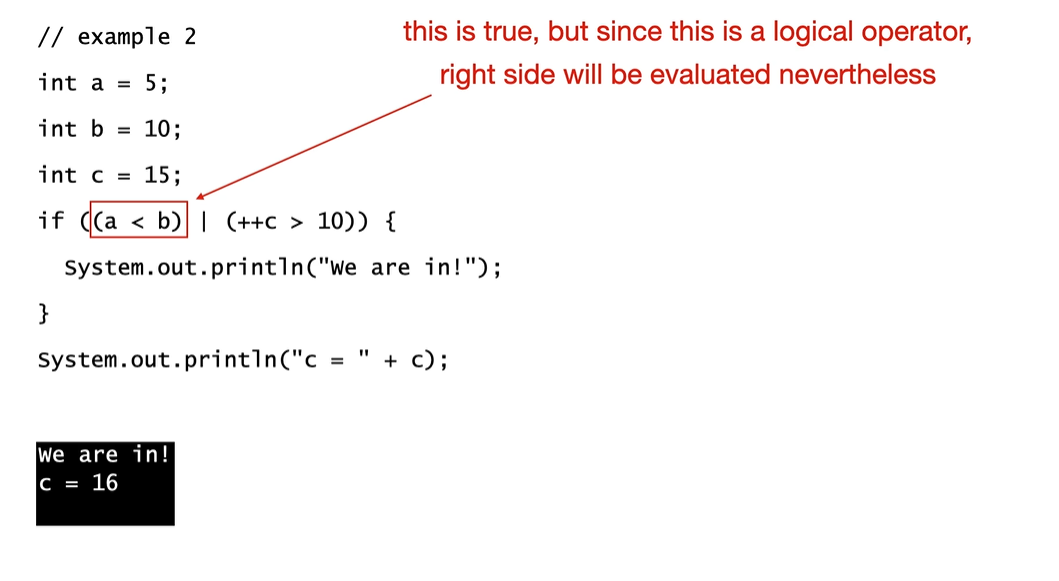 // example 2
this is true, but since this is a logical operator,
right side will be evaluated nevertheless
int a = 5;
int b = 10;
int c = 15;
if ((a < b) | (++c > 10)) {
  System.out.println("We are in!");
}
System.out.println("c = " + c);
We are in!
c = 16